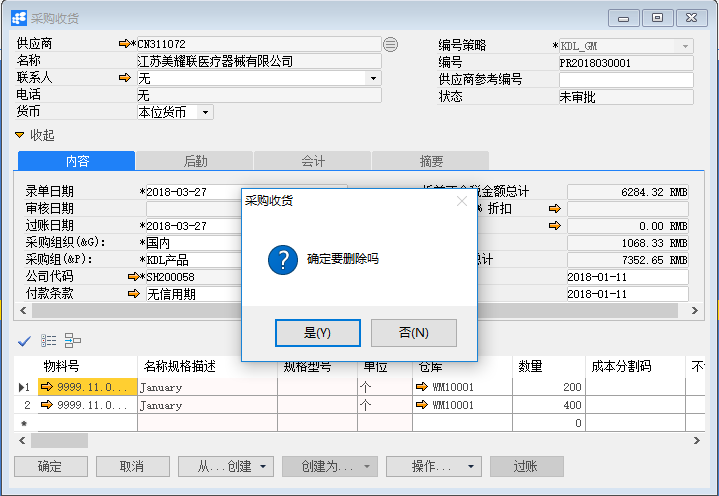 采购收货
供应商 *CN311072
名称 江苏美耀联医疗器械有限公司
联系人 无
电话 无
货币 本位货币
编号策略 *KDL_GM
编号 PR2018030001
供应商参考编号
状态 未审批
收起
内容 后勤 会计 摘要
录单日期 *2018-03-27
审核日期
过账日期 *2018-03-27
采购组织(&G): *国内
采购组(&P): *KDL产品
公司代码 *SH200058
付款条款 无信用期
税金额总计 6284.32 RMB
% 折扣
0.00 RMB
1068.33 RMB
总计 7352.65 RMB
2018-01-11
2018-01-11
采购收货
确定要删除吗
是(Y) 否(N)
物料号 名称规格描述 规格型号 单位 仓库 数量 成本分割码 不
1 9999.11.0... January 个 WM10001 200
2 9999.11.0... January 个 WM10001 400
* 0
确定 取消 从...创建 创建为... 操作... 过账